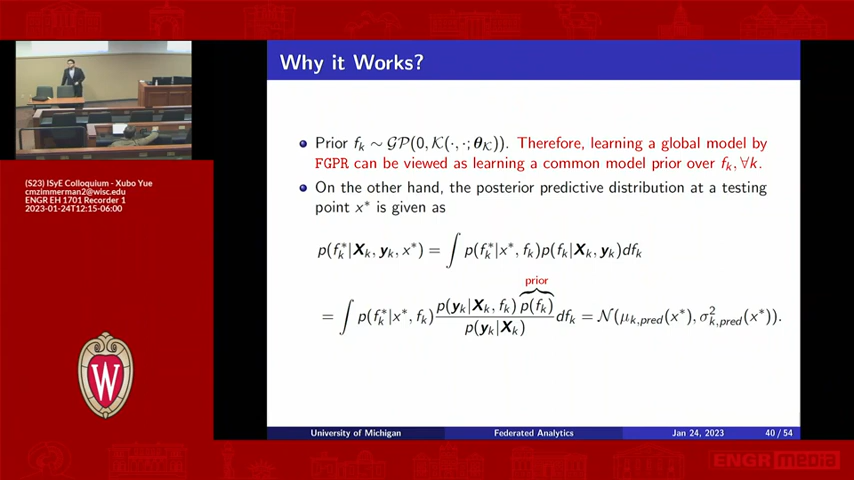 Why it Works?
Prior f_k ∼ 𝒢𝒫(0, 𝒦(·, ·; θ_𝒦)). Therefore, learning a global model by
FGPR can be viewed as learning a common model prior over f_k, ∀k.
On the other hand, the posterior predictive distribution at a testing
point x* is given as
p(f_k*|X_k, y_k, x*) = ∫ p(f_k*|x*, f_k)p(f_k|X_k, y_k)df_k
prior
= ∫ p(f_k*|x*, f_k) p(y_k|X_k, f_k) p(f_k) / p(y_k|X_k) df_k = 𝒩(μ_{k,pred}(x*), σ²_{k,pred}(x*)).
University of Michigan Federated Analytics Jan 24, 2023 40 / 54
(S23) ISyE Colloquium - Xubo Yue
cmzimmerman2@wisc.edu
ENGR EH 1701 Recorder 1
2023-01-24T12:15-06:00
W
ENGR media